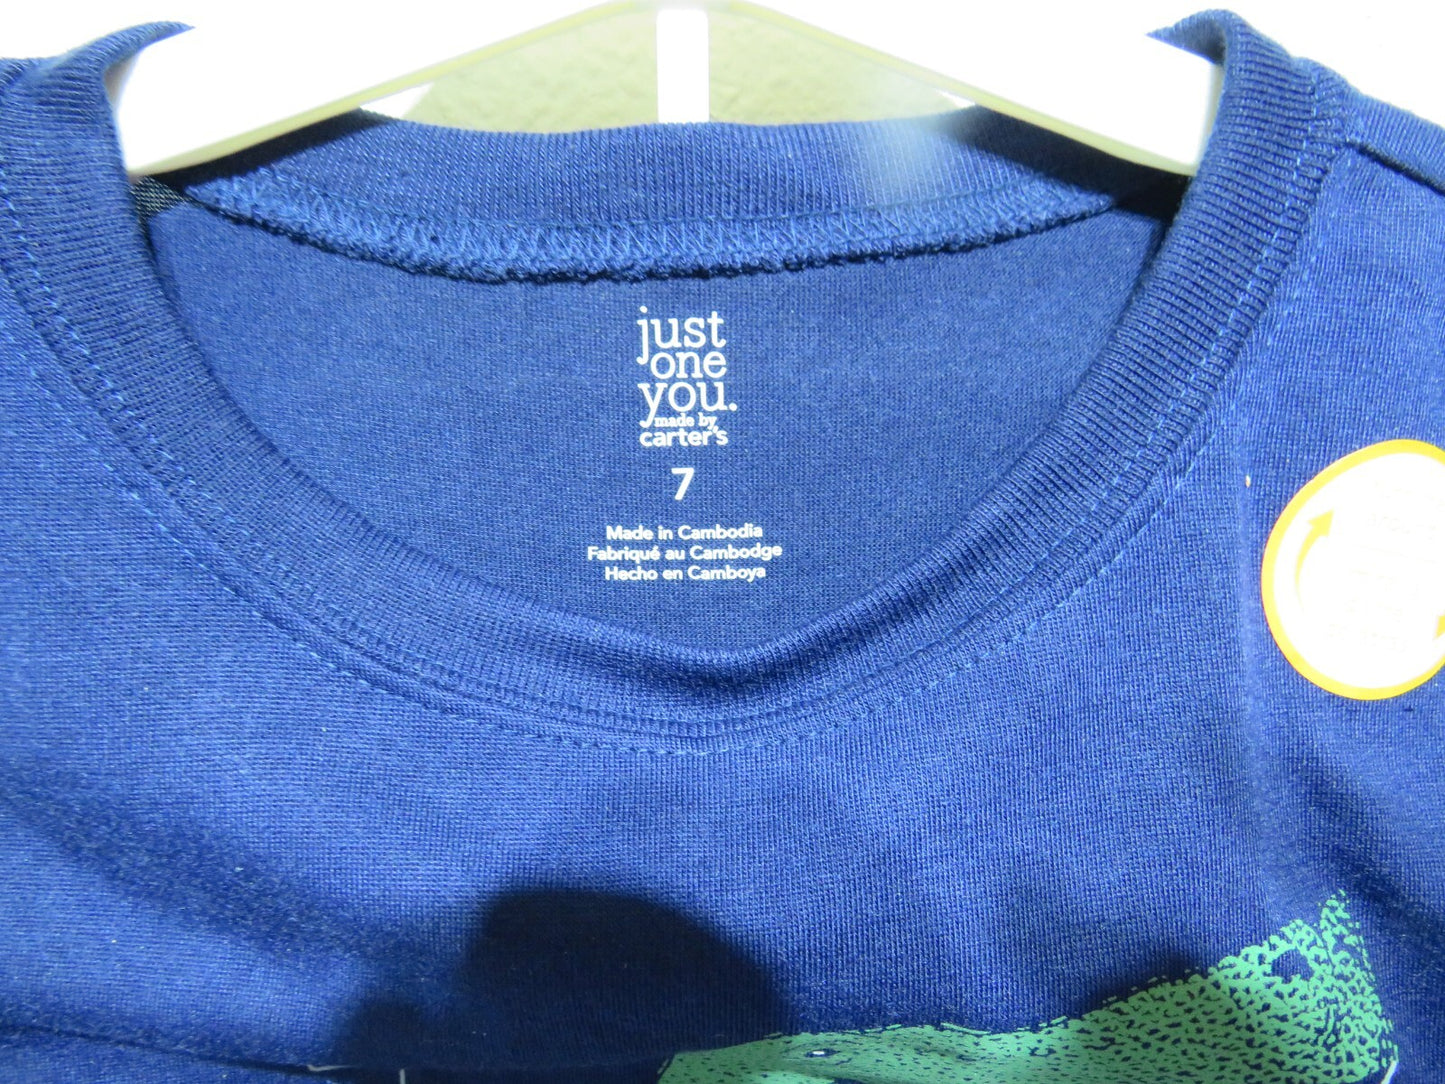 just
one
you.
made by
carter's
7
Made in Cambodia
Fabriqué au Cambodge
Hecho en Camboya